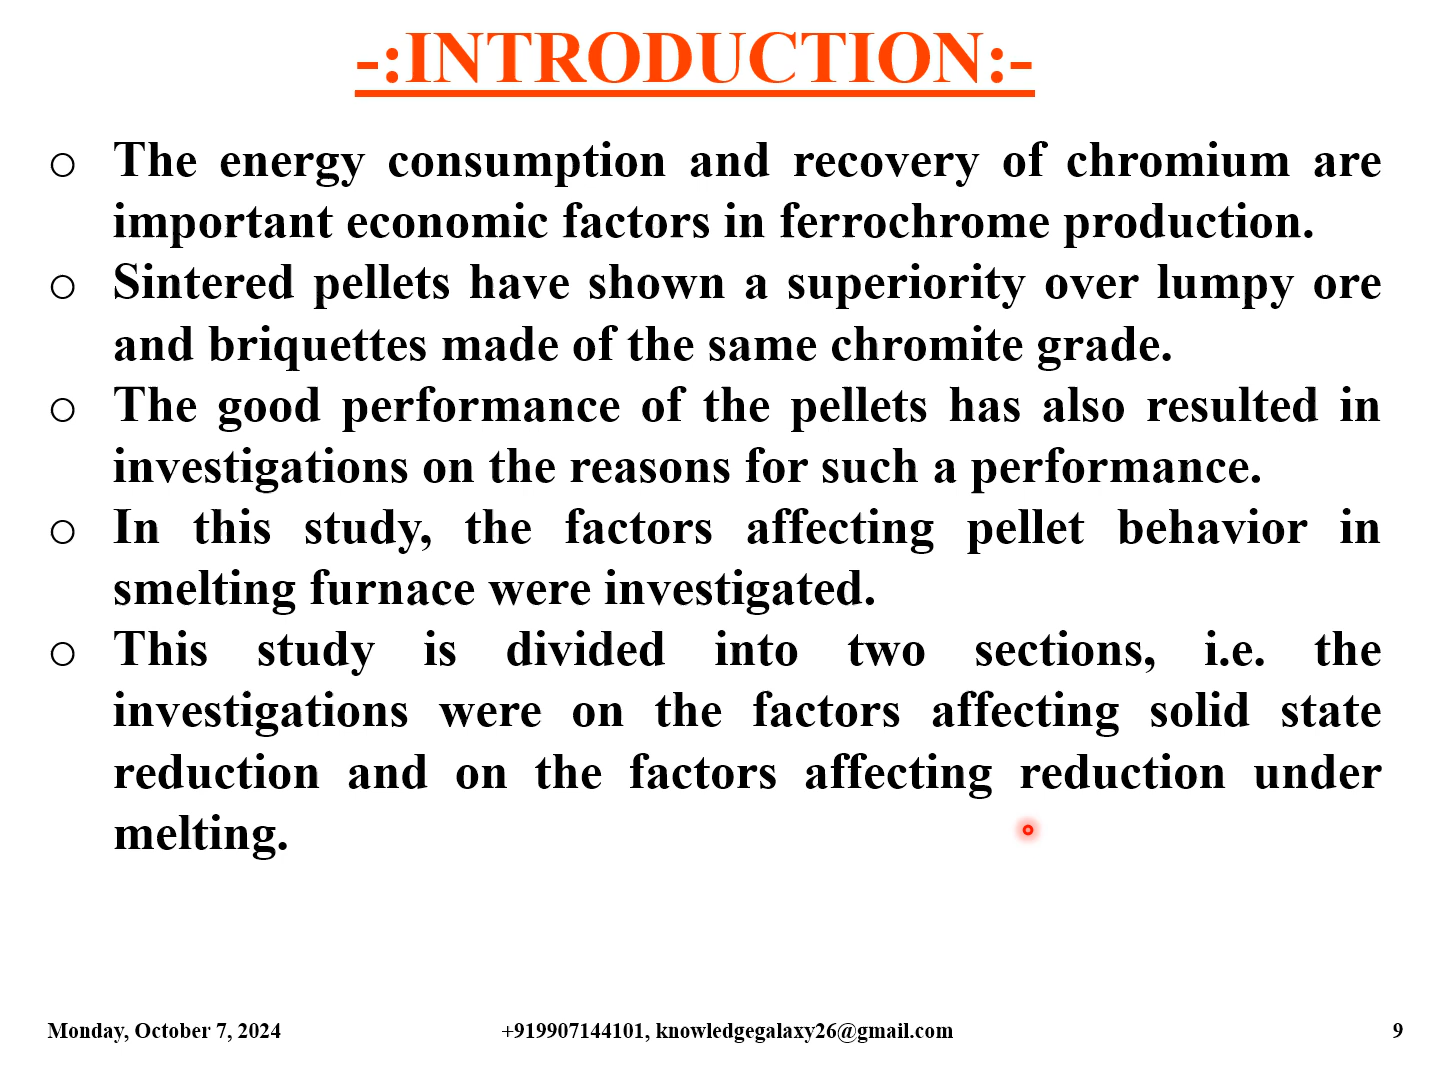 -:INTRODUCTION:-
o The energy consumption and recovery of chromium are
important economic factors in ferrochrome production.
o Sintered pellets have shown a superiority over lumpy ore
and briquettes made of the same chromite grade.
o The good performance of the pellets has also resulted in
investigations on the reasons for such a performance.
o In this study, the factors affecting pellet behavior in
smelting furnace were investigated.
o This study is divided into two sections, i.e. the
investigations were on the factors affecting solid state
reduction and on the factors affecting reduction under
melting.
Monday, October 7, 2024 +919907144101, knowledgegalaxy26@gmail.com 9